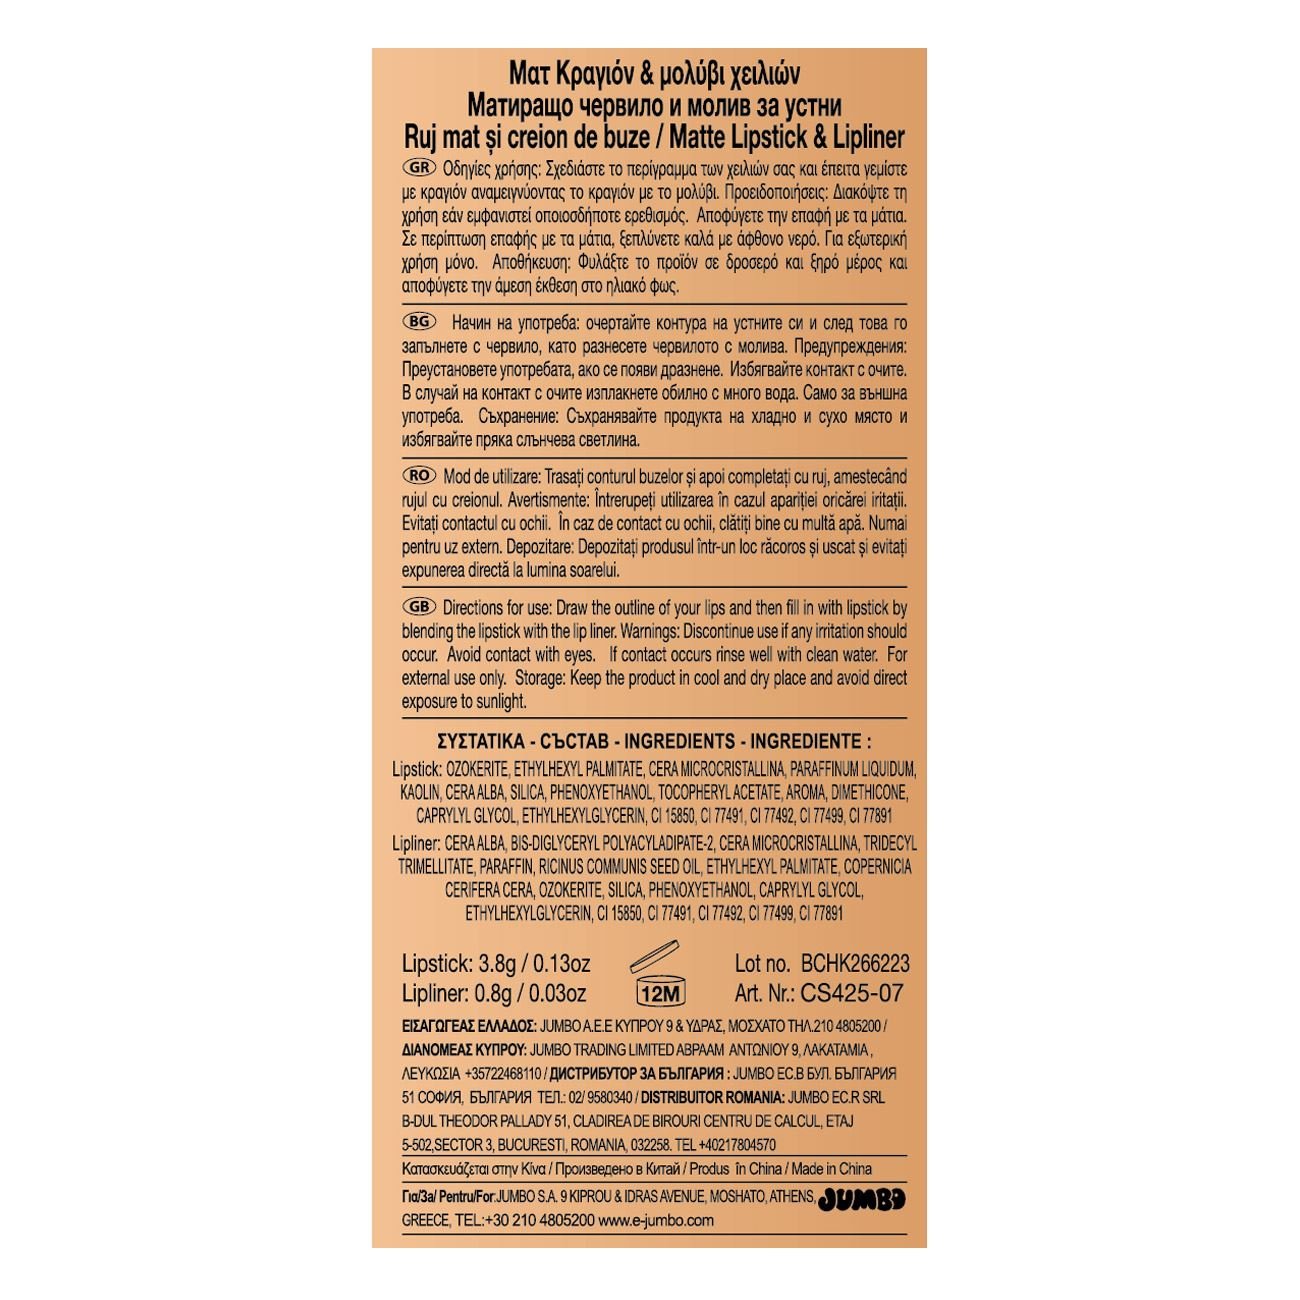 Ματ Κραγιόν & μολύβι χειλιών
Матиращо червило и молив за устни
Ruj mat și creion de buze / Matte Lipstick & Lipliner
GR Οδηγίες χρήσης: Σχεδιάστε το περίγραμμα των χειλιών σας και έπειτα γεμίστε
με κραγιόν αναμειγνύοντας το κραγιόν με το μολύβι. Προειδοποιήσεις: Διακόψτε τη
χρήση εάν εμφανιστεί οποιοσδήποτε ερεθισμός. Αποφύγετε την επαφή με τα μάτια.
Σε περίπτωση επαφής με τα μάτια, ξεπλύνετε καλά με άφθονο νερό. Για εξωτερική
χρήση μόνο. Αποθήκευση: Φυλάξτε το προϊόν σε δροσερό και ξηρό μέρος και
αποφύγετε την άμεση έκθεση στο ηλιακό φως.
BG Начин на употреба: очертайте контура на устните си и след това го
запълнете с червило, като разнесете червилото с молива. Предупреждения:
Преустановете употребата, ако се появи дразнене. Избягвайте контакт с очите.
В случай на контакт с очите изплакнете обилно с много вода. Само за външна
употреба. Съхранение: Съхранявайте продукта на хладно и сухо място и
избягвайте пряка слънчева светлина.
RO Mod de utilizare: Trasați conturul buzelor și apoi completați cu ruj, amestecând
rujul cu creionul. Avertismente: Întrerupeți utilizarea în cazul apariției oricărei iritații.
Evitați contactul cu ochii. În caz de contact cu ochii, clătiți bine cu multă apă. Numai
pentru uz extern. Depozitare: Depozitați produsul într-un loc răcoros și uscat și evitați
expunerea directă la lumina soarelui.
GB Directions for use: Draw the outline of your lips and then fill in with lipstick by
blending the lipstick with the lip liner. Warnings: Discontinue use if any irritation should
occur. Avoid contact with eyes. If contact occurs rinse well with clean water. For
external use only. Storage: Keep the product in cool and dry place and avoid direct
exposure to sunlight.
ΣΥΣΤΑΤΙΚΑ - СЪСТАВ - INGREDIENTS - INGREDIENTE :
Lipstick: OZOKERITE, ETHYLHEXYL PALMITATE, CERA MICROCRISTALLINA, PARAFFINUM LIQUIDUM,
KAOLIN, CERA ALBA, SILICA, PHENOXYETHANOL, TOCOPHERYL ACETATE, AROMA, DIMETHICONE,
CAPRYLYL GLYCOL, ETHYLHEXYLGLYCERIN, CI 15850, CI 77491, CI 77492, CI 77499, CI 77891
Lipliner: CERA ALBA, BIS-DIGLYCERYL POLYACYLADIPATE-2, CERA MICROCRISTALLINA, TRIDECYL
TRIMELLITATE, PARAFFIN, RICINUS COMMUNIS SEED OIL, ETHYLHEXYL PALMITATE, COPERNICIA
CERIFERA CERA, OZOKERITE, SILICA, PHENOXYETHANOL, CAPRYLYL GLYCOL,
ETHYLHEXYLGLYCERIN, CI 15850, CI 77491, CI 77492, CI 77499, CI 77891
Lipstick: 3.8g / 0.13oz
Lipliner: 0.8g / 0.03oz
12M
Lot no. BCHK266223
Art. Nr.: CS425-07
ΕΙΣΑΓΩΓΕΑΣ ΕΛΛΑΔΟΣ: JUMBO A.E.E ΚΥΠΡΟΥ 9 & ΥΔΡΑΣ, ΜΟΣΧΑΤΟ ΤΗΛ.210 4805200 /
ΔΙΑΝΟΜΕΑΣ ΚΥΠΡΟΥ: JUMBO TRADING LIMITED ΑΒΡΑΑΜ ΑΝΤΩΝΙΟΥ 9, ΛΑΚΑΤΑΜΙΑ ,
ΛΕΥΚΩΣΙΑ +35722468110 / ДИСТРИБУТОР ЗА БЪЛГАРИЯ : JUMBO EC.B БУЛ. БЪЛГАРИЯ
51 СОФИЯ, БЪЛГАРИЯ ТЕЛ.: 02/ 9580340 / DISTRIBUITOR ROMANIA: JUMBO EC.R SRL
B-DUL THEODOR PALLADY 51, CLADIREA DE BIROURI CENTRU DE CALCUL, ETAJ
5-502,SECTOR 3, BUCURESTI, ROMANIA, 032258. TEL +40217804570
Κατασκευάζεται στην Κίνα / Произведено в Китай / Produs în China / Made in China
Για/За/ Pentru/For:JUMBO S.A. 9 KIPROU & IDRAS AVENUE, MOSHATO, ATHENS, JUMBO
GREECE, TEL:+30 210 4805200 www.e-jumbo.com